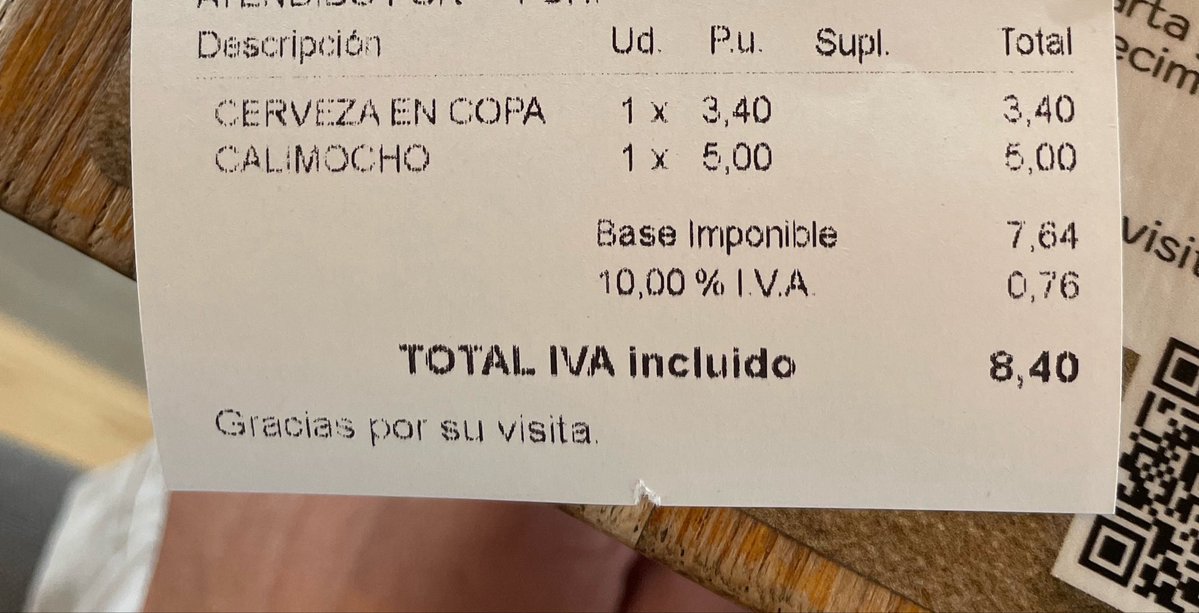 Descripción Ud. P.u. Supl. Total
CERVEZA EN COPA 1 x 3,40 3,40
CALIMOCHO 1 x 5,00 5,00
Base Imponible 7,64
10,00 % I.V.A. 0,76
TOTAL IVA incluido 8,40
Gracias por su visita.